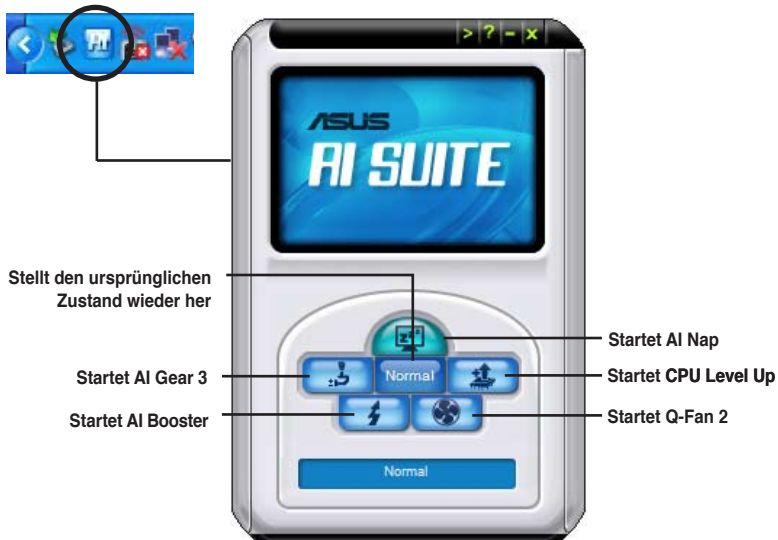 > ? - x
ASUS
AI SUITE
Stellt den ursprünglichen
Zustand wieder her
Startet AI Nap
Startet AI Gear 3
Normal
Startet CPU Level Up
Startet AI Booster
Startet Q-Fan 2
Normal